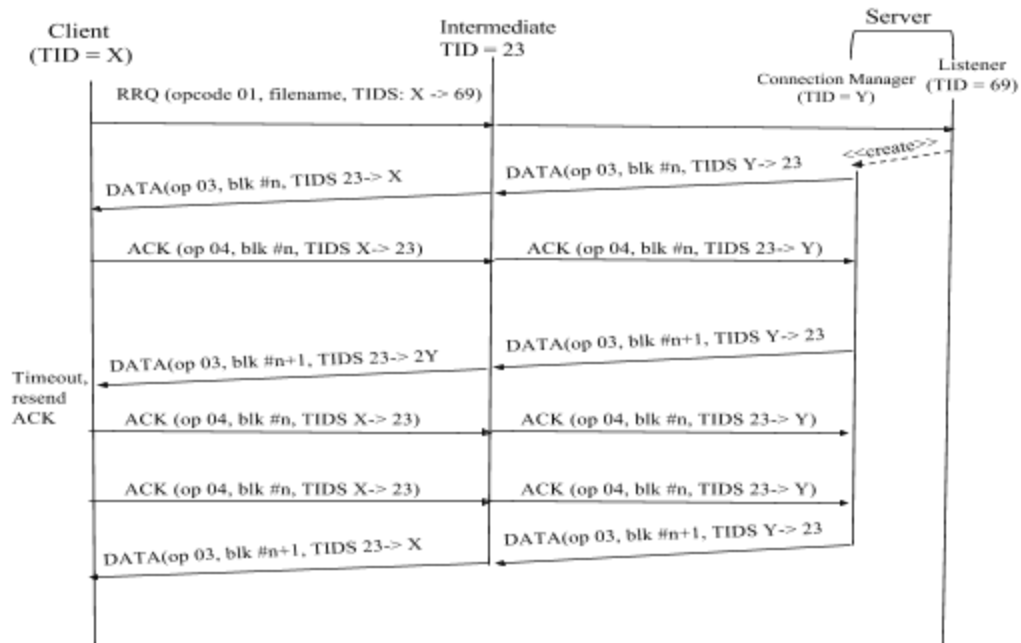 Client
(TID = X)
Intermediate
TID = 23
Server
Connection Manager
(TID = Y)
Listener
(TID = 69)
RRQ (opcode 01, filename, TIDS: X -> 69)
<<create>>
DATA(op 03, blk #n, TIDS Y-> 23
DATA(op 03, blk #n, TIDS 23-> X
ACK (op 04, blk #n, TIDS X-> 23)
ACK (op 04, blk #n, TIDS 23-> Y)
DATA(op 03, blk #n+1, TIDS Y-> 23
DATA(op 03, blk #n+1, TIDS 23-> 2Y
Timeout,
resend
ACK
ACK (op 04, blk #n, TIDS X-> 23)
ACK (op 04, blk #n, TIDS 23-> Y)
ACK (op 04, blk #n, TIDS X-> 23)
ACK (op 04, blk #n, TIDS 23-> Y)
DATA(op 03, blk #n+1, TIDS Y-> 23
DATA(op 03, blk #n+1, TIDS 23-> X